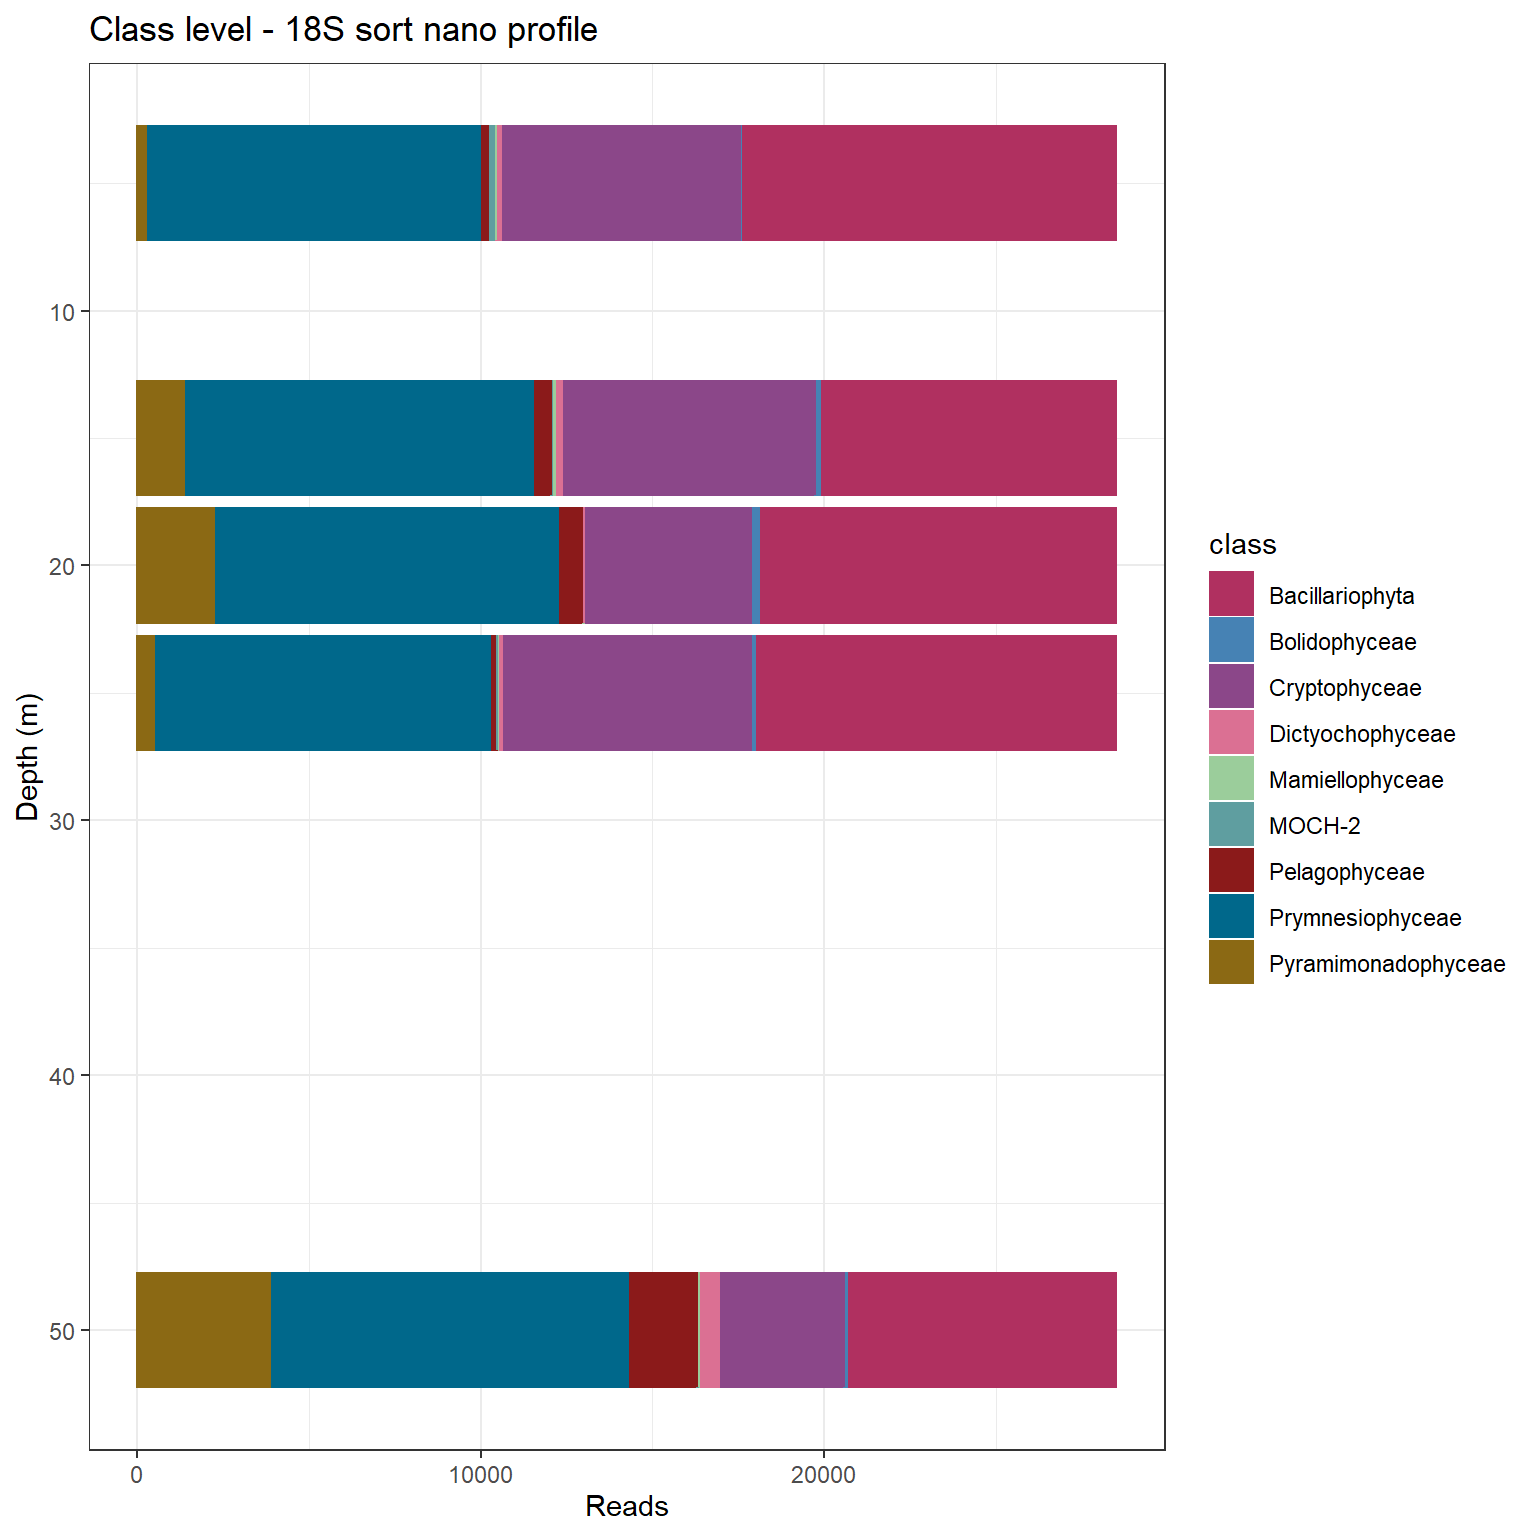 Class level - 18S sort nano profile
10
20
30
40
50
Depth (m)
0 10000 20000
Reads
class
Bacillariophyta
Bolidophyceae
Cryptophyceae
Dictyochophyceae
Mamiellophyceae
MOCH-2
Pelagophyceae
Prymnesiophyceae
Pyramimonadophyceae